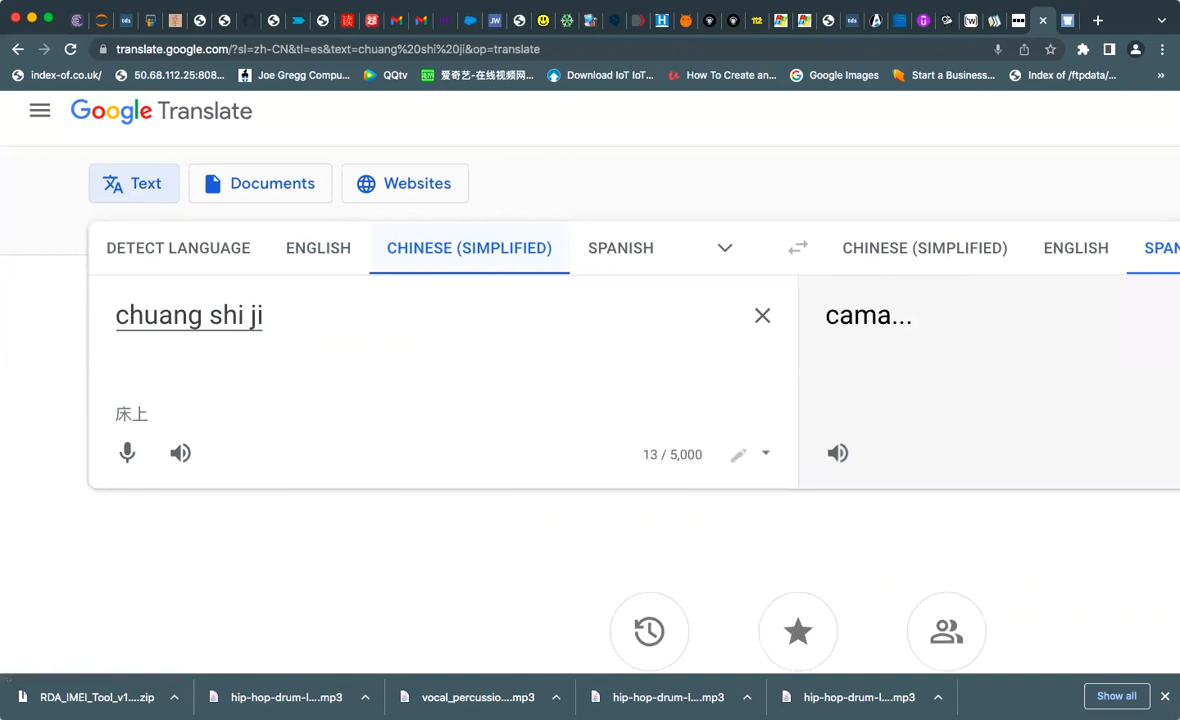 translate.google.com/?sl=zh-CN&tl=es&text=chuang%20shi%20ji&op=translate
index-of.co.uk/
50.68.112.25:808...
Joe Gregg Compu...
QQtv
爱奇艺-在线视频网...
Download IoT IoT...
How To Create an...
Google Images
Start a Business...
Index of /ftpdata/...
»
Google Translate
Text
Documents
Websites
DETECT LANGUAGE
ENGLISH
CHINESE (SIMPLIFIED)
SPANISH
CHINESE (SIMPLIFIED)
ENGLISH
SPAN
chuang shi ji
cama...
床上
13 / 5,000
RDA_IMEI_Tool_v1....zip
hip-hop-drum-l....mp3
vocal_percussio....mp3
hip-hop-drum-l....mp3
hip-hop-drum-l....mp3
Show all